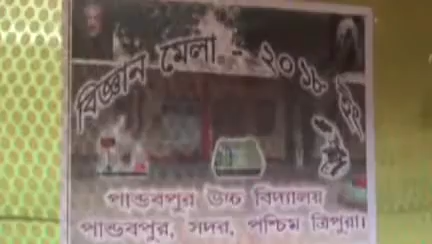 বিজ্ঞান মেলা - ২০১৮ ইং
পান্ডবপুর উচ্চ বিদ্যালয়
পান্ডবপুর, সদর, পশ্চিম ত্রিপুরা।